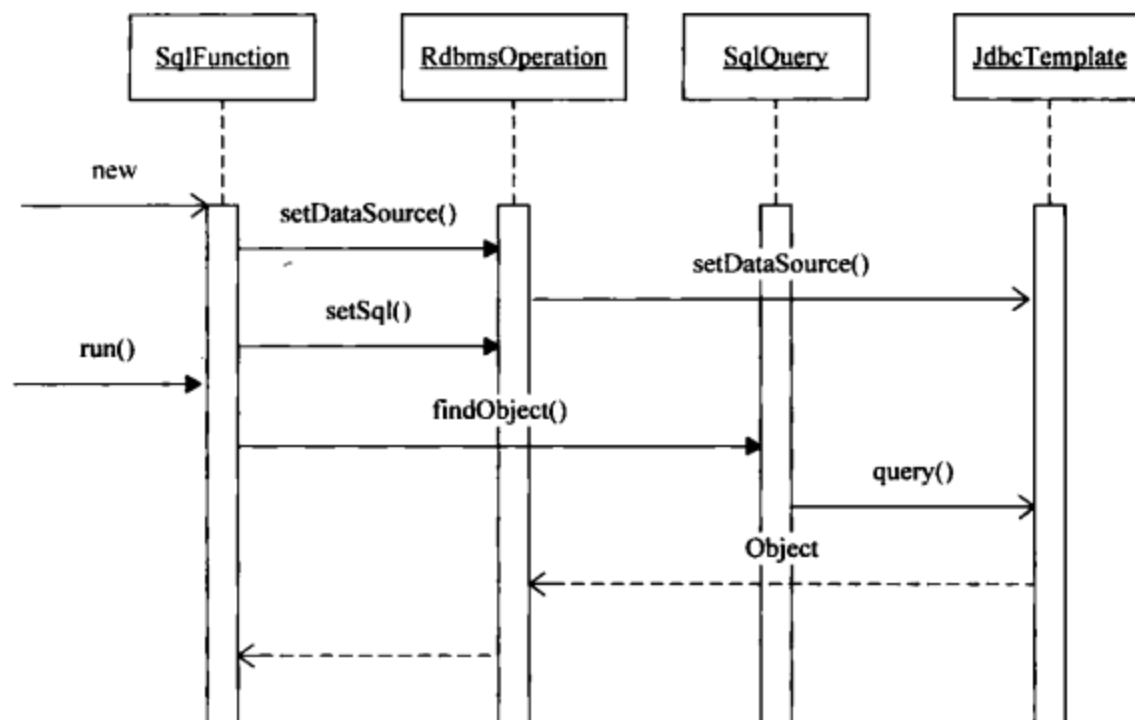 SqlFunction
RdbmsOperation
SqlQuery
JdbcTemplate
new
setDataSource()
setDataSource()
setSql()
run()
findObject()
query()
Object